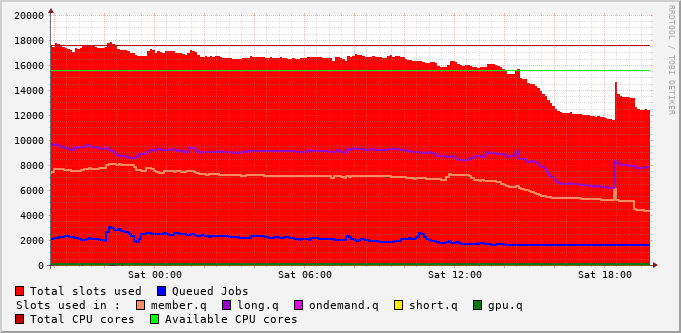 20000
18000
16000
14000
12000
10000
8000
6000
4000
2000
0
Sat 00:00 Sat 06:00 Sat 12:00 Sat 18:00
RRDTOOL / TOBI OETIKER
Total slots used Queued Jobs
Slots used in : member.q long.q ondemand.q short.q gpu.q
Total CPU cores Available CPU cores